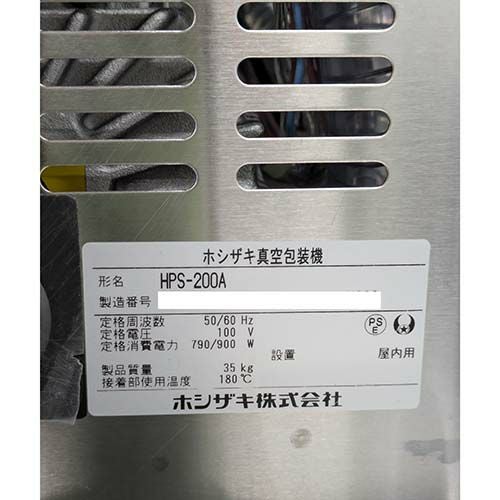 ホシザキ真空包装機
形名 HPS-200A
製造番号
定格周波数 50/60 Hz
定格電圧 100 V
定格消費電力 790/900 W
PS
E
設置 屋内用
製品質量 35 kg
接着部使用温度 180℃
ホシザキ株式会社